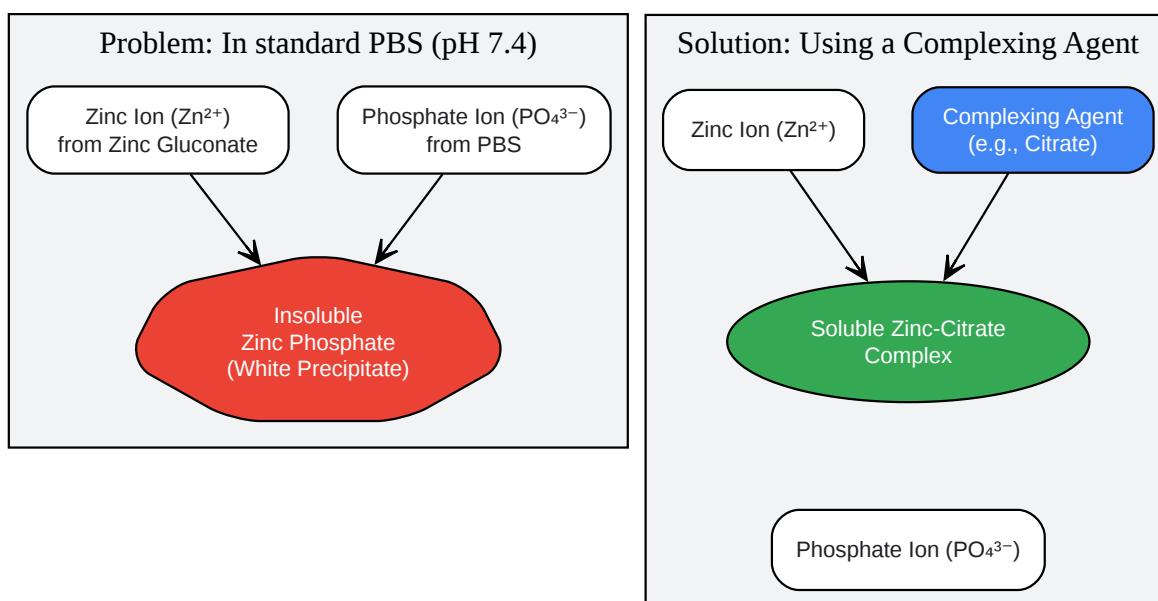 Problem: In standard PBS (pH 7.4)
Zinc Ion (Zn²⁺)
from Zinc Gluconate
Phosphate Ion (PO₄³⁻)
from PBS
Insoluble
Zinc Phosphate
(White Precipitate)
Solution: Using a Complexing Agent
Zinc Ion (Zn²⁺)
Complexing Agent
(e.g., Citrate)
Soluble Zinc-Citrate
Complex
Phosphate Ion (PO₄³⁻)